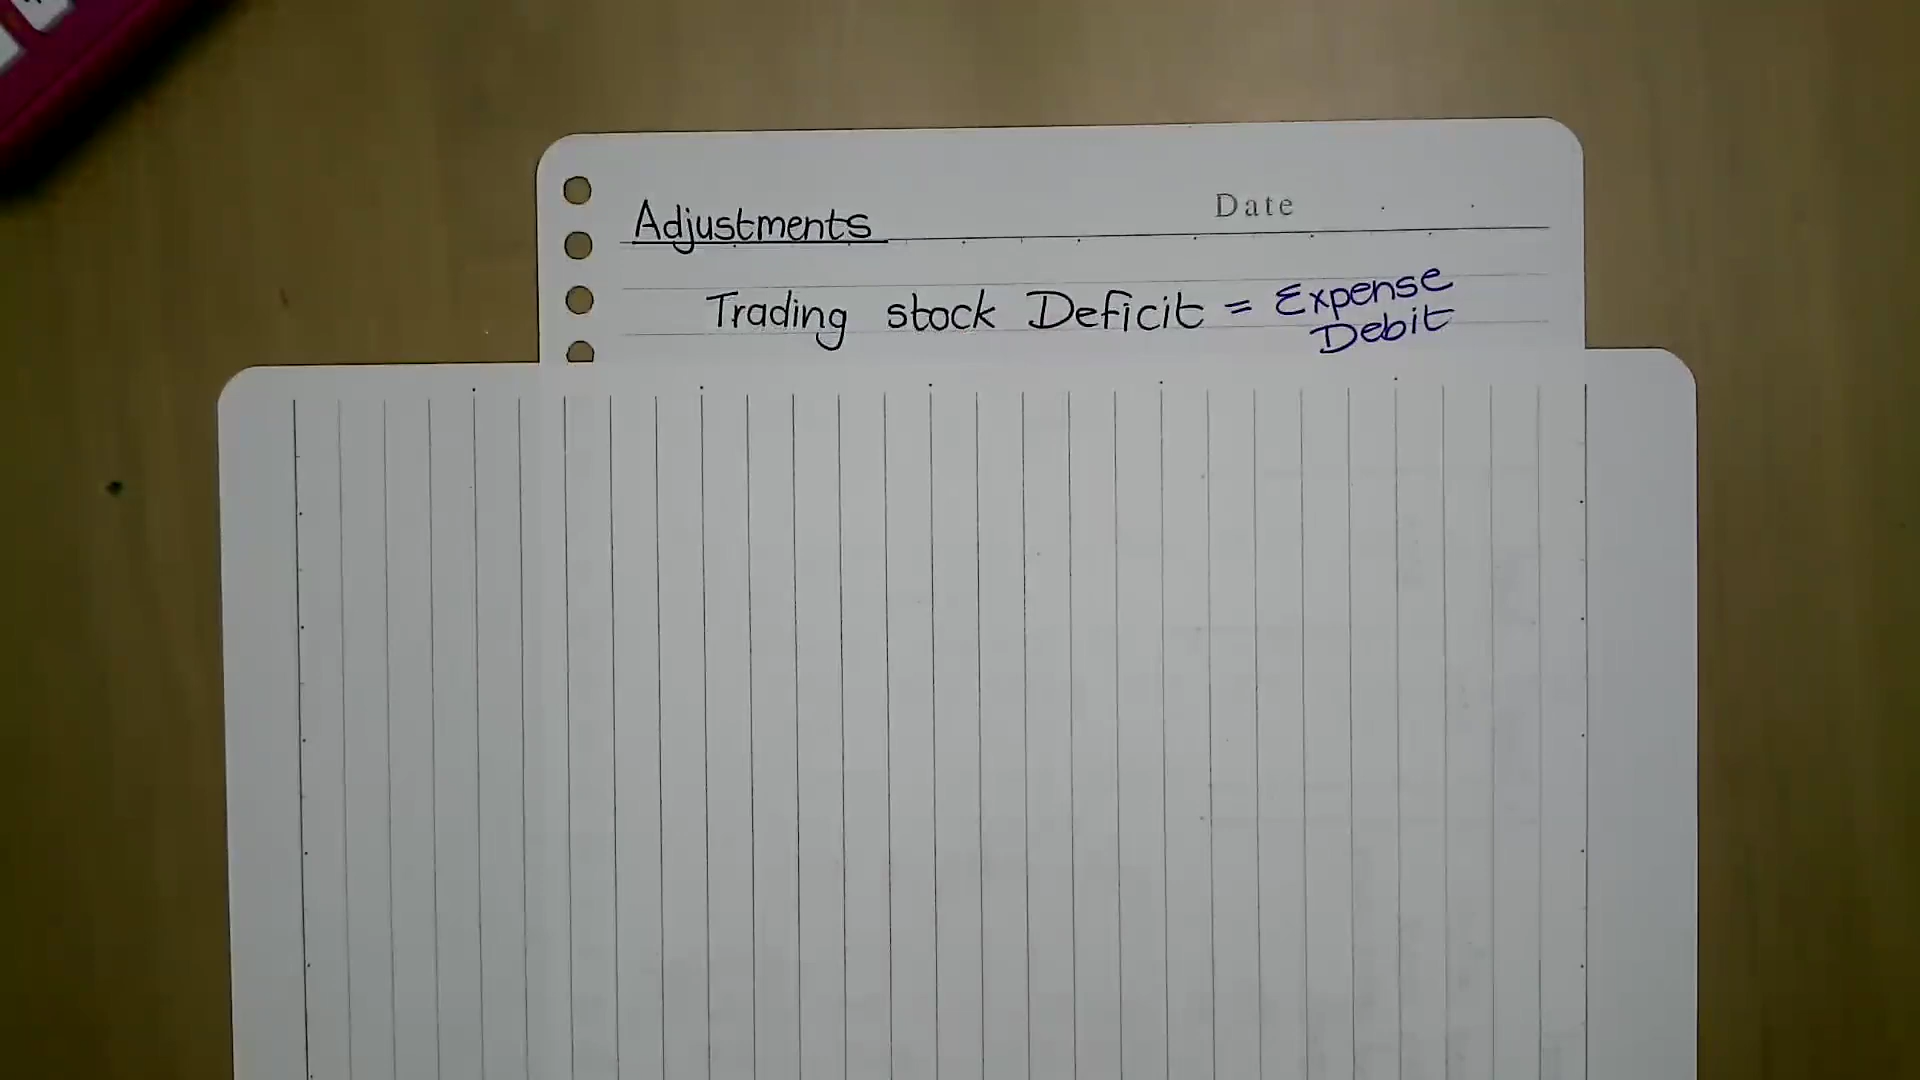 Date
Adjustments
Trading stock Deficit = Expense
Debit